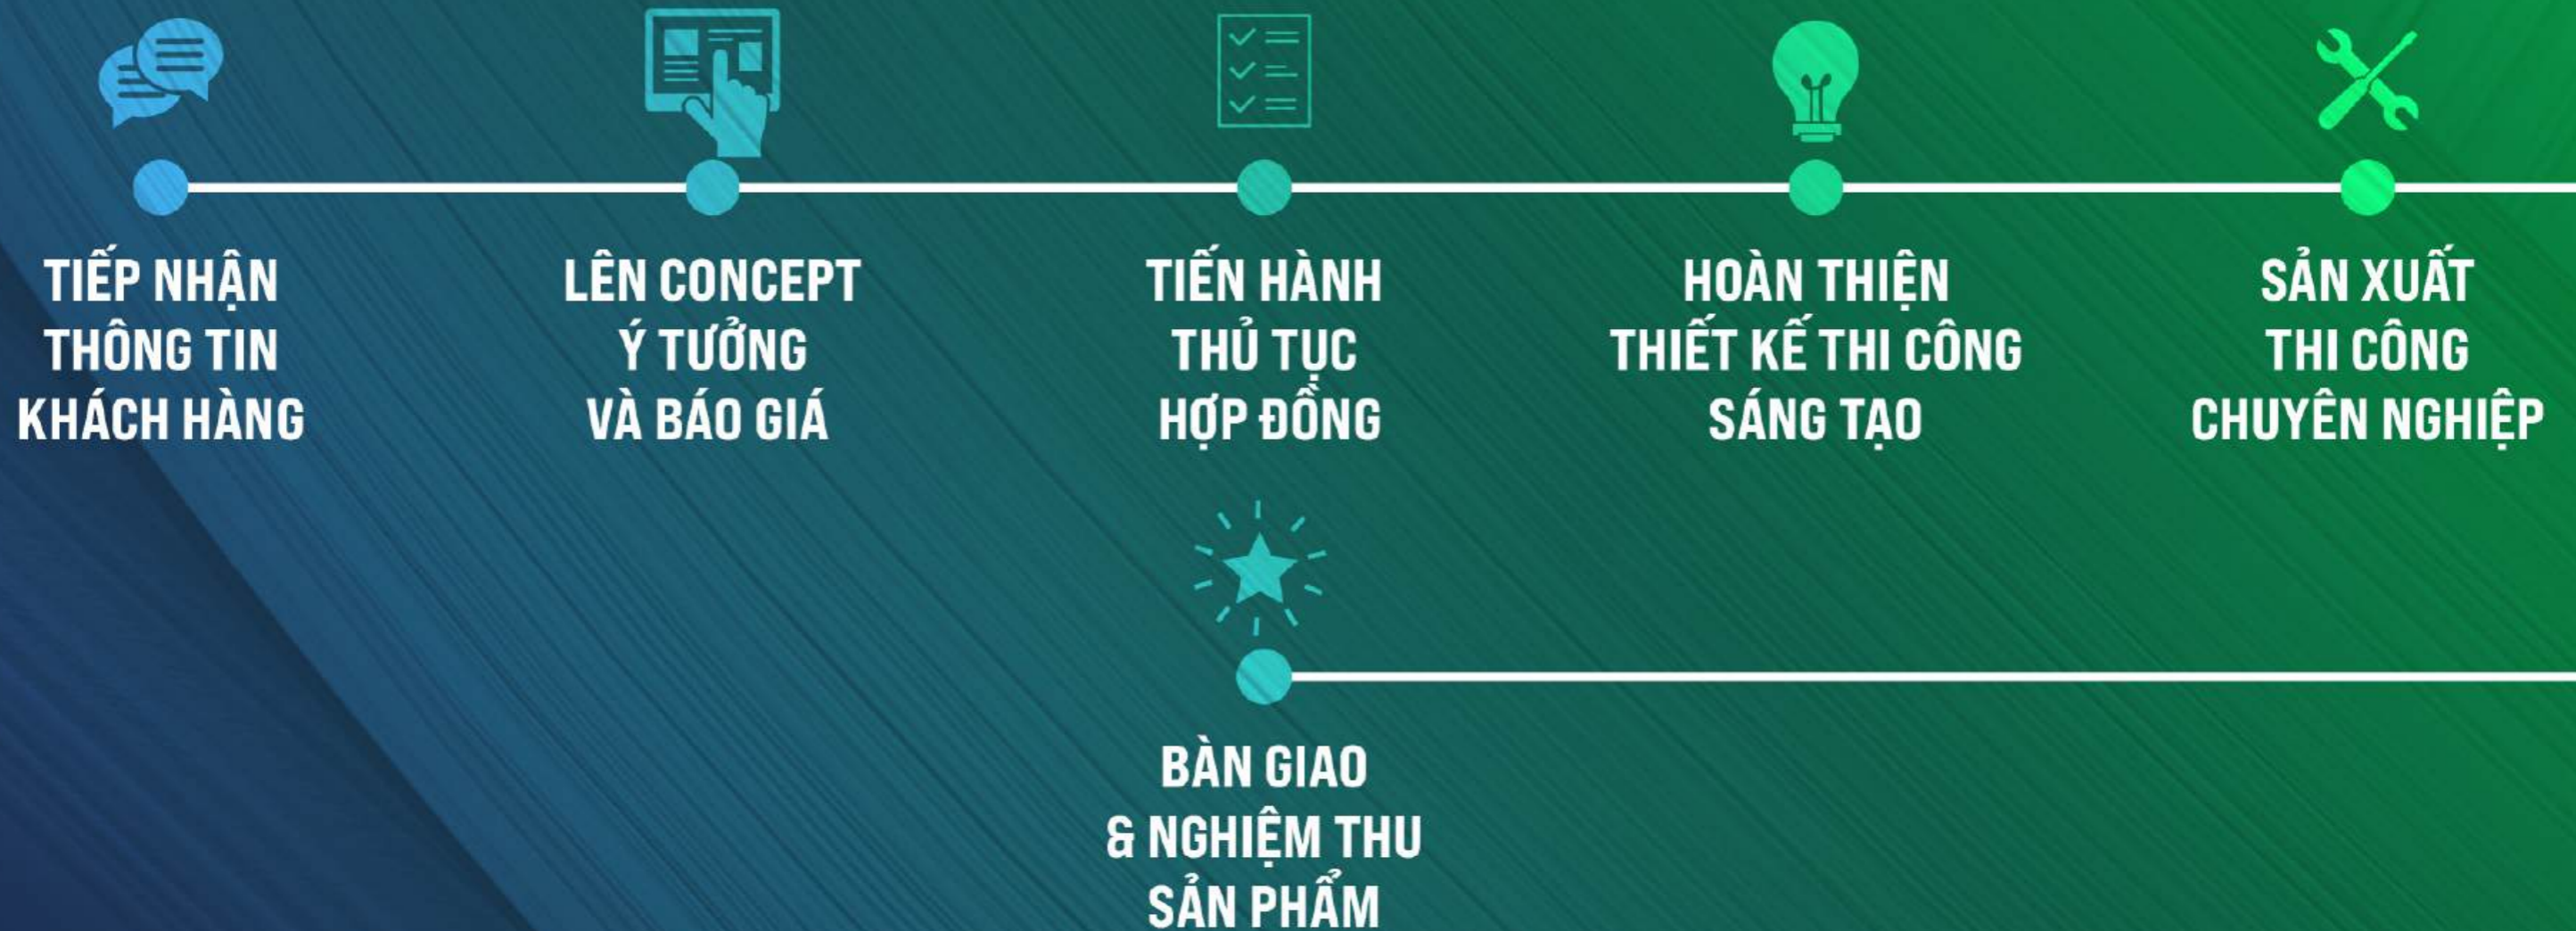 TIẾP NHẬN
THÔNG TIN
KHÁCH HÀNG
LÊN CONCEPT
Ý TƯỞNG
VÀ BÁO GIÁ
TIẾN HÀNH
THỦ TỤC
HỢP ĐỒNG
HOÀN THIỆN
THIẾT KẾ THI CÔNG
SÁNG TẠO
SẢN XUẤT
THI CÔNG
CHUYÊN NGHIỆP
BÀN GIAO
& NGHIỆM THU
SẢN PHẨM